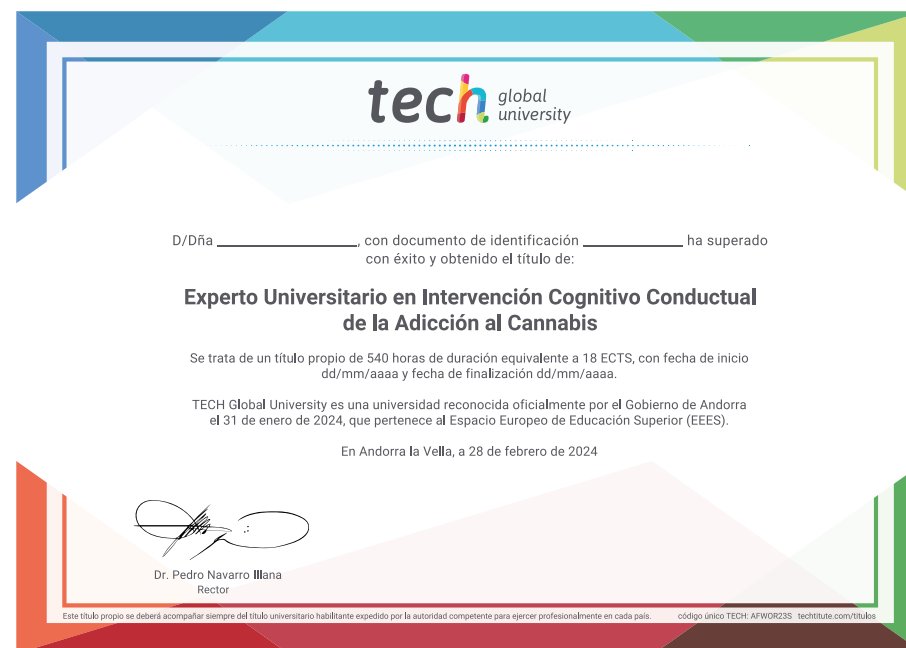 tech global university
D/Dña ____________________, con documento de identificación ______________ ha superado
con éxito y obtenido el título de:
Experto Universitario en Intervención Cognitivo Conductual
de la Adicción al Cannabis
Se trata de un título propio de 540 horas de duración equivalente a 18 ECTS, con fecha de inicio
dd/mm/aaaa y fecha de finalización dd/mm/aaaa.
TECH Global University es una universidad reconocida oficialmente por el Gobierno de Andorra
el 31 de enero de 2024, que pertenece al Espacio Europeo de Educación Superior (EEES).
En Andorra la Vella, a 28 de febrero de 2024
Dr. Pedro Navarro Illana
Rector
Este título propio se deberá acompañar siempre del título universitario habilitante expedido por la autoridad competente para ejercer profesionalmente en cada país. código único TECH: AFWOR23S techtitute.com/titulos